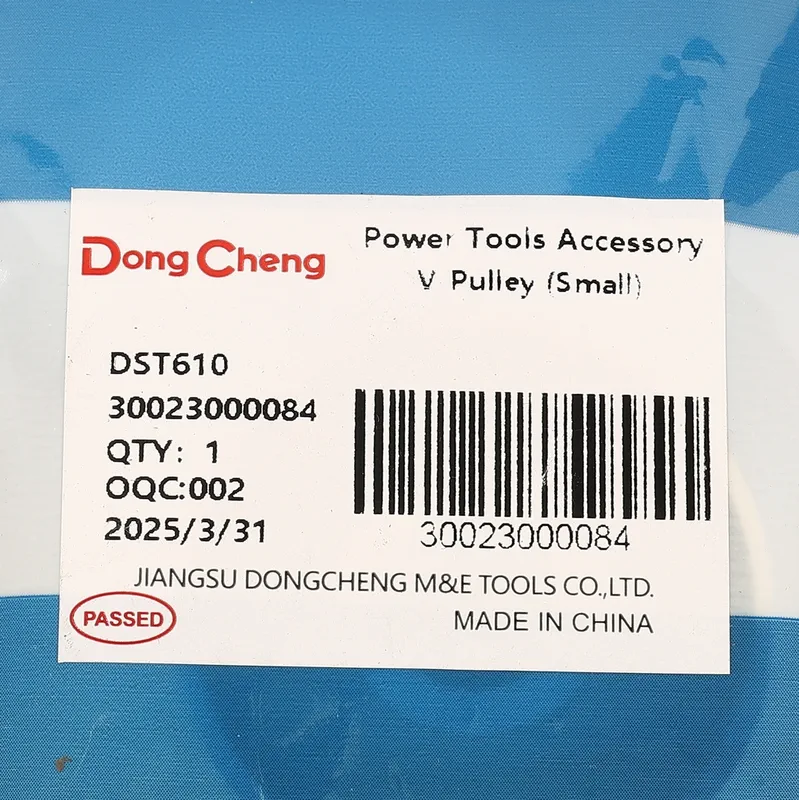 Dong Cheng
Power Tools Accessory
V Pulley (Small)
DST610
30023000084
QTY: 1
OQC:002
2025/3/31
30023000084
JIANGSU DONGCHENG M&E TOOLS CO.,LTD.
PASSED
MADE IN CHINA